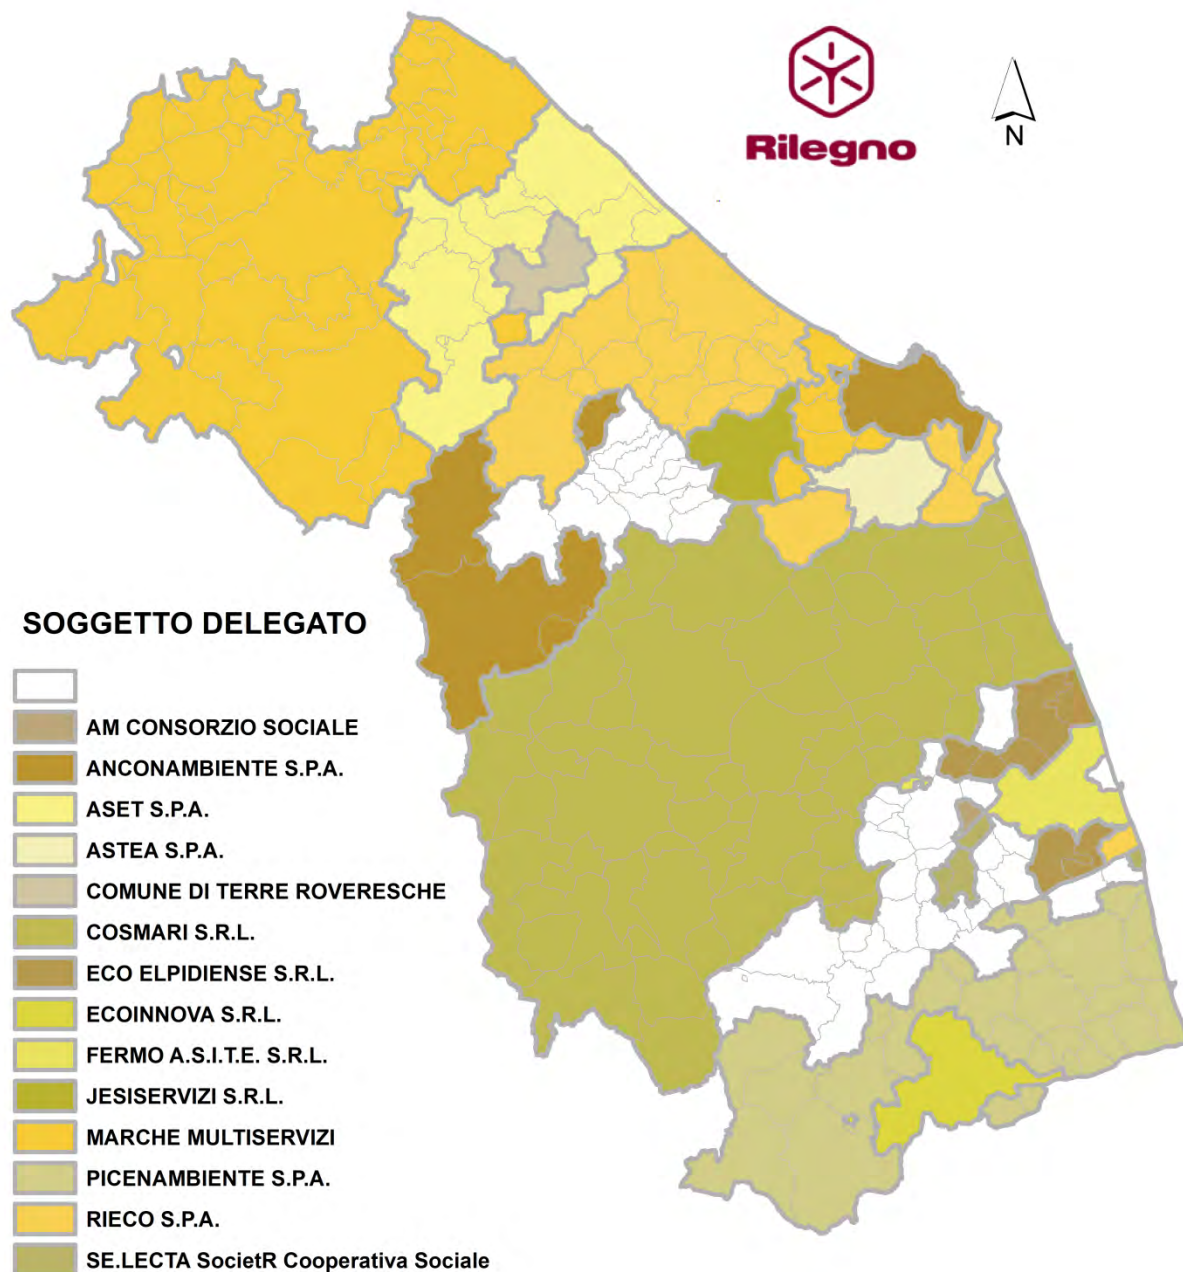 Rilegno
N
SOGGETTO DELEGATO
AM CONSORZIO SOCIALE
ANCONAMBIENTE S.P.A.
ASET S.P.A.
ASTEA S.P.A.
COMUNE DI TERRE ROVERESCHE
COSMARI S.R.L.
ECO ELPIDIENSE S.R.L.
ECOINNOVA S.R.L.
FERMO A.S.I.T.E. S.R.L.
JESISERVIZI S.R.L.
MARCHE MULTISERVIZI
PICENAMBIENTE S.P.A.
RIECO S.P.A.
SE.LECTA SocietR Cooperativa Sociale